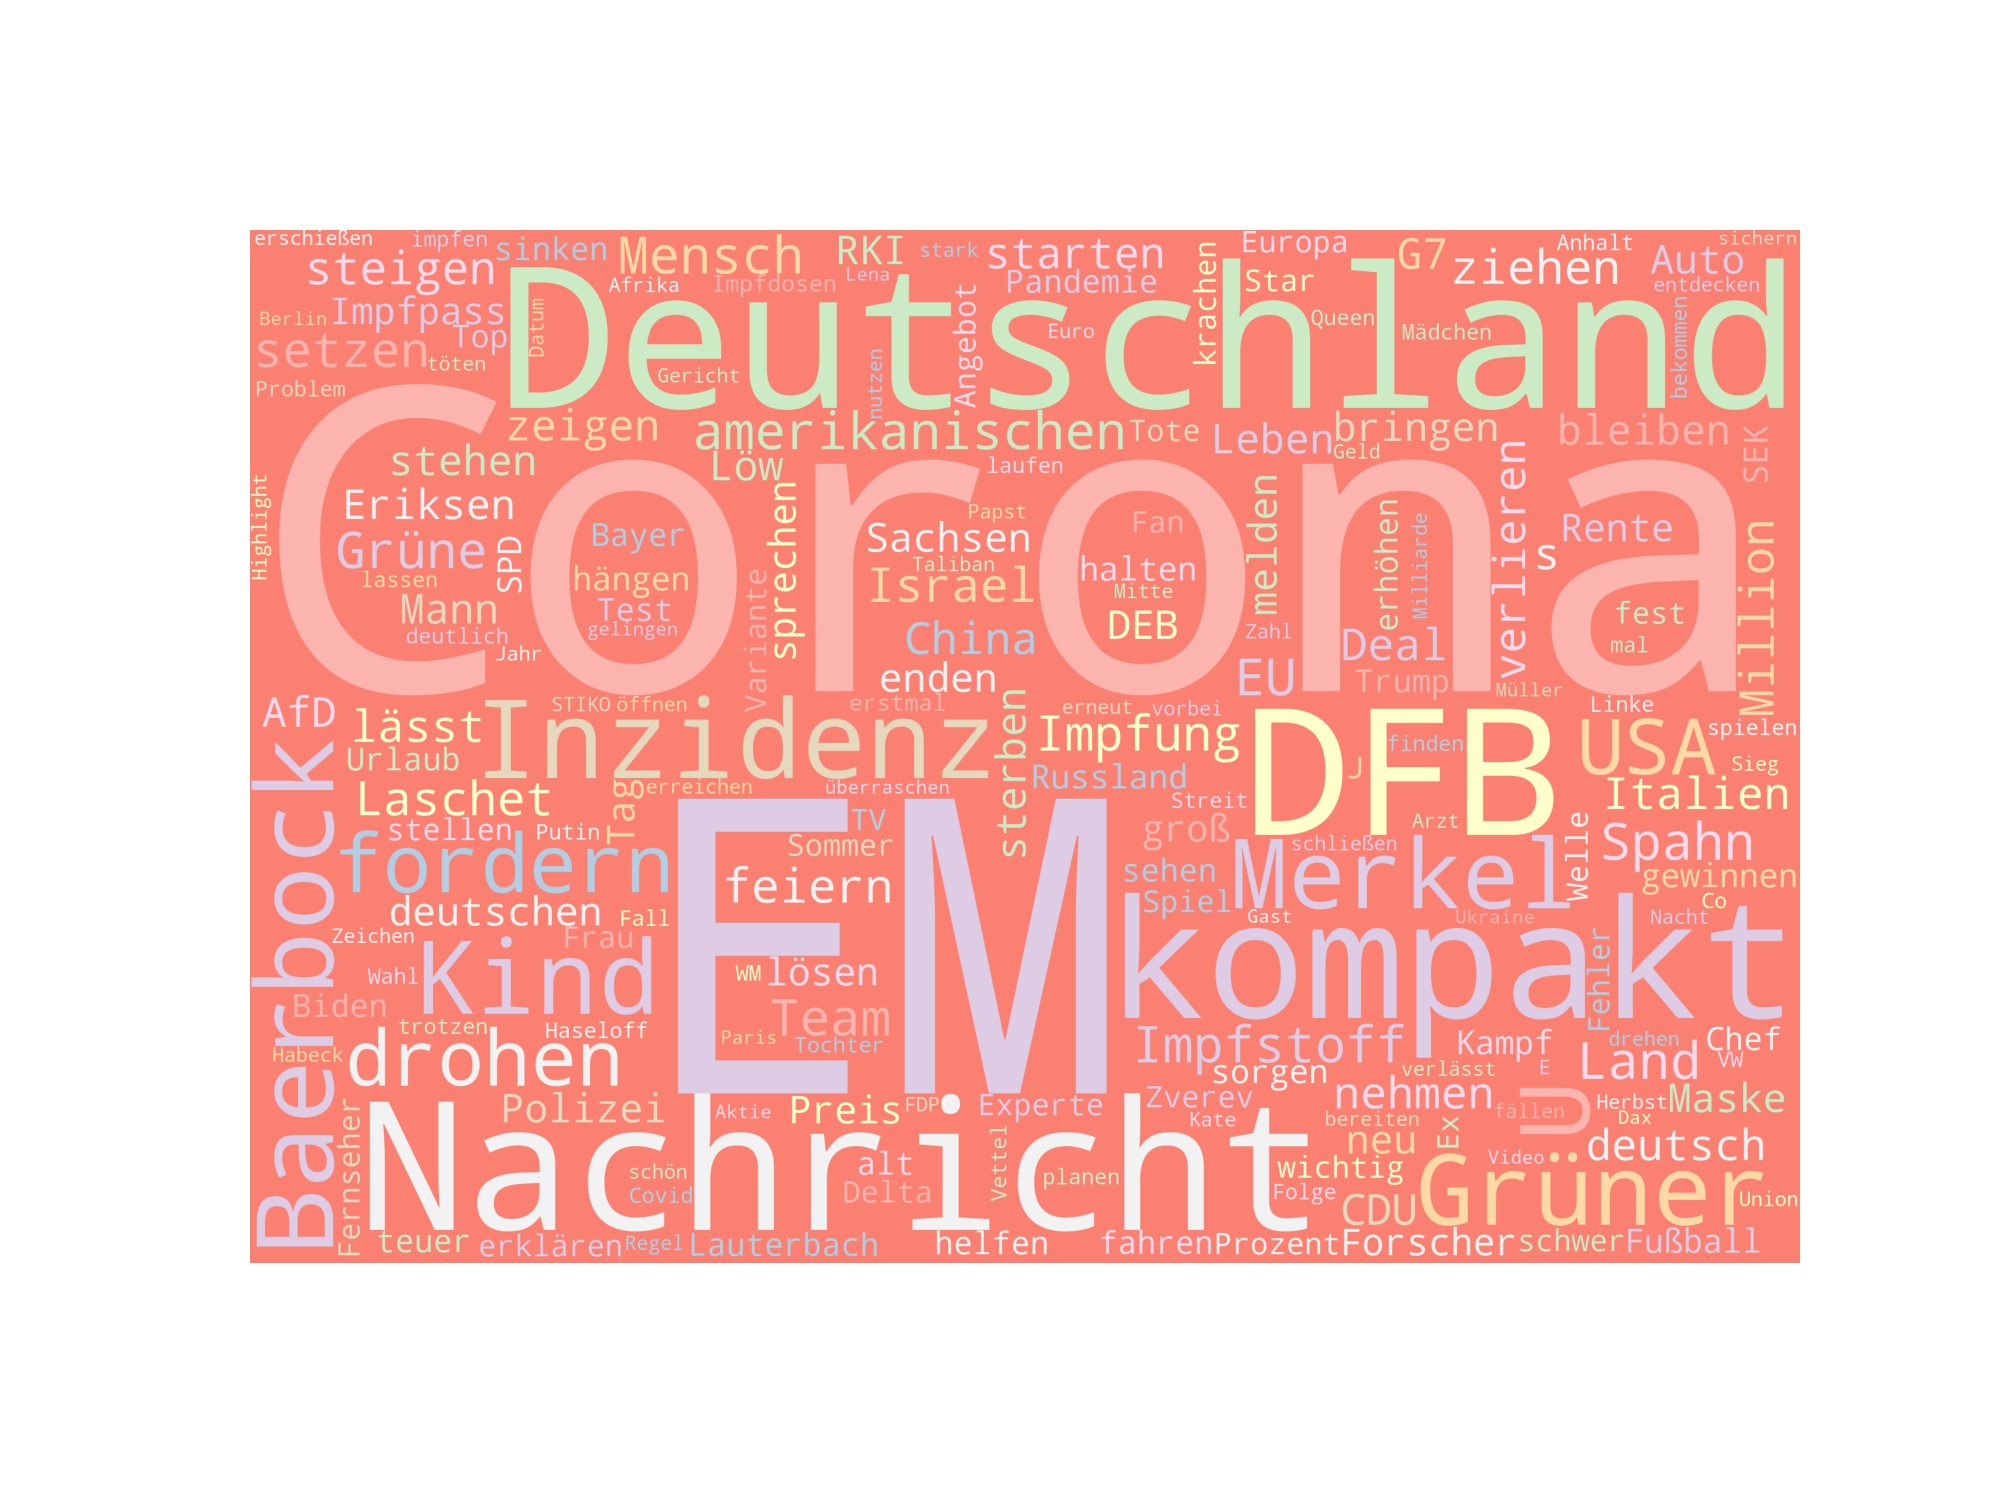 erschießen impfen sinken Mensch RKI stark starten Europa G7 Anhalt sichern
steigen Afrika Impfdosen Lena Pandemie Star ziehen Auto entdecken
Berlin Impfpass Top Datum Deutschland Euro krachen Queen Mädchen bekommen
setzen töten Gericht nutzen Angebot
Problem
zeigen amerikanischen Tote Leben bringen bleiben SEK
stehen Löw laufen Geld
Highlight Eriksen Corona Papst Fan melden verlieren Million
Grüne SPD Bayer sprechen Sachsen erhöhen Milliarde s Rente
lassen hängen Variante Taliban halten
Mann Test Israel Mitte fest
deutlich gelingen China DEB Zahl Deal mal
Jahr enden EU Trump Müller
AfD STIKO öffnen erstmal erneut vorbei Linke
lässt Inzidenz sterben Impfung DFB finden USA spielen
Urlaub Russland J Sieg
Baerbock Laschet Tag erreichen überraschen Streit Italien
stellen Putin TV groß Arzt
fordern Sommer Merkel schließen Welle Spahn
EM sehen gewinnen
deutschen Fall feiern Spiel Co
Zeichen Frau kompakt Gast Ukraine Nacht
Wahl Kind WM lösen Fehler
Biden Team
trotzen Haseloff Paris Tochter Impfstoff Kampf drehen Chef
Habeck drohen sorgen verlässt E Land VW
Fernseher Polizei Aktie Preis FDP Experte Zverev nehmen fällen U Herbst Maske
Nachricht Kate bereiten Dax
Vettel neu Ex deutsch
schön alt planen wichtig Video
Covid Delta Folge CDU Grüner Union
teuer erklären Regel Lauterbach helfen fahren Prozent Forscher schwer Fußball